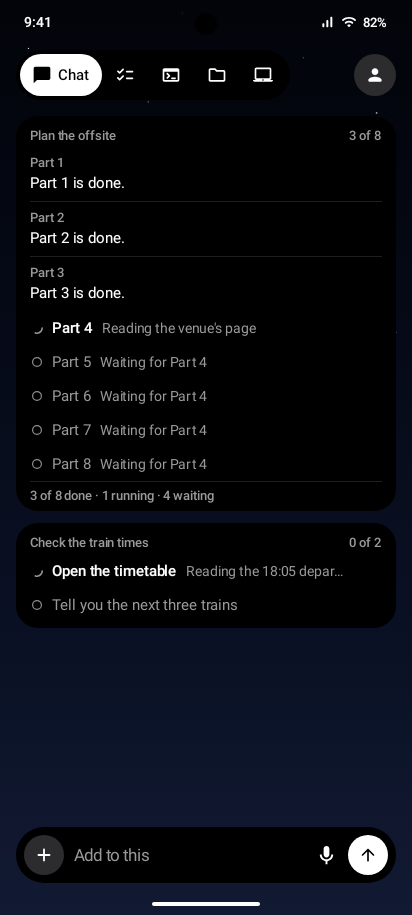 9:41
82%
Chat
Plan the offsite
3 of 8
Part 1
Part 1 is done.
Part 2
Part 2 is done.
Part 3
Part 3 is done.
Part 4 Reading the venue's page
Part 5 Waiting for Part 4
Part 6 Waiting for Part 4
Part 7 Waiting for Part 4
Part 8 Waiting for Part 4
3 of 8 done · 1 running · 4 waiting
Check the train times
0 of 2
Open the timetable Reading the 18:05 depar...
Tell you the next three trains
Add to this